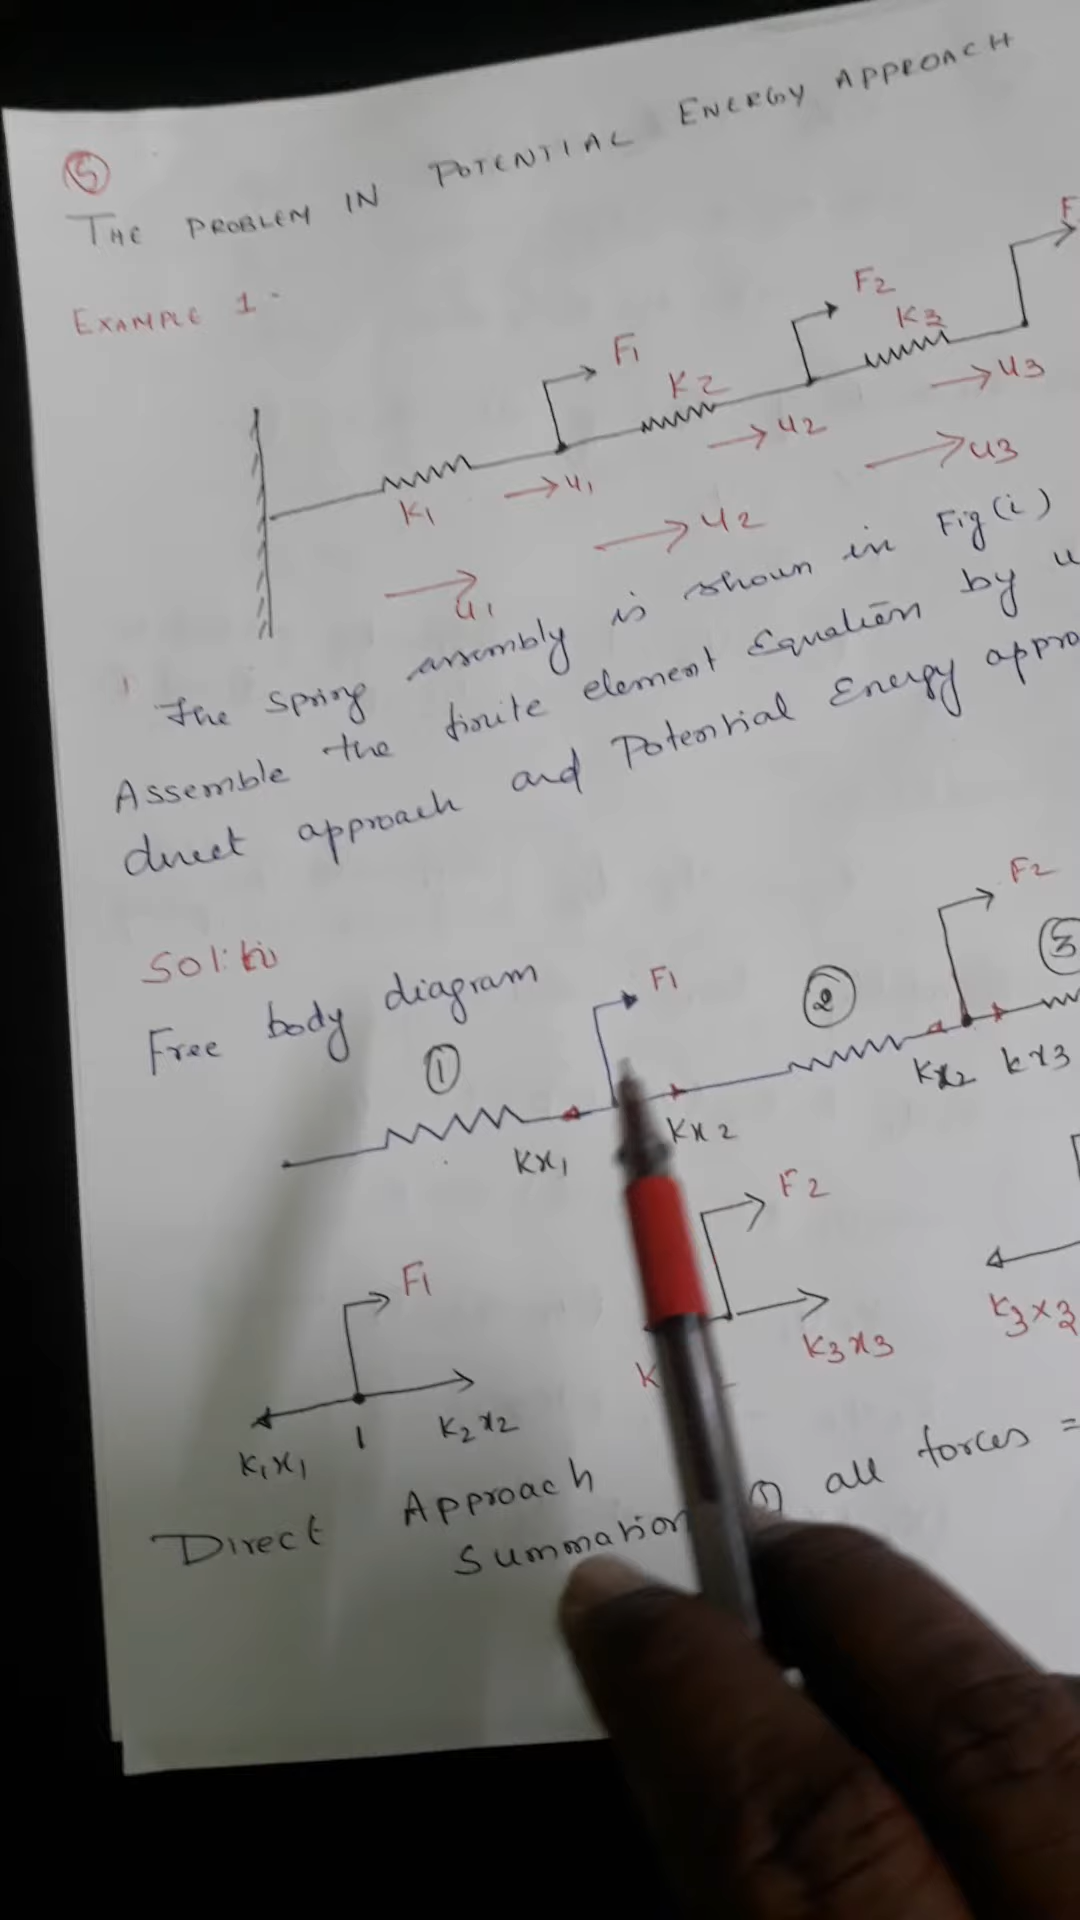 5
THE PROBLEM IN POTENTIAL ENERGY APPROACH
EXAMPLE 1-
F1
F2
F
K1
K2
K3
u1
u2
u3
u1
u2
u3
The spring assembly is shown in Fig(i)
Assemble the finite element Equation by u
direct approach and Potential Energy appro
Free body diagram
1
2
3
F1
F2
Kx1
Kx2
Kx2
Kx3
F1
K1x1
1
K2x2
F2
K
K3x3
K3x3
Direct Approach
Summation of all forces =